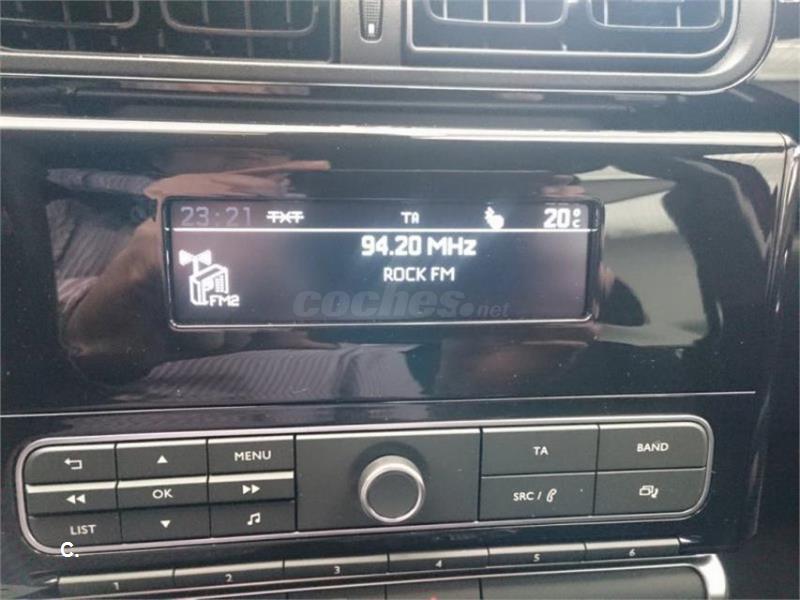 23:21 TXT TA 20°C
94.20 MHz
ROCK FM
FM2
coches.net
MENU TA BAND
OK SRC/
LIST
C.
1 2 3 4 5 6